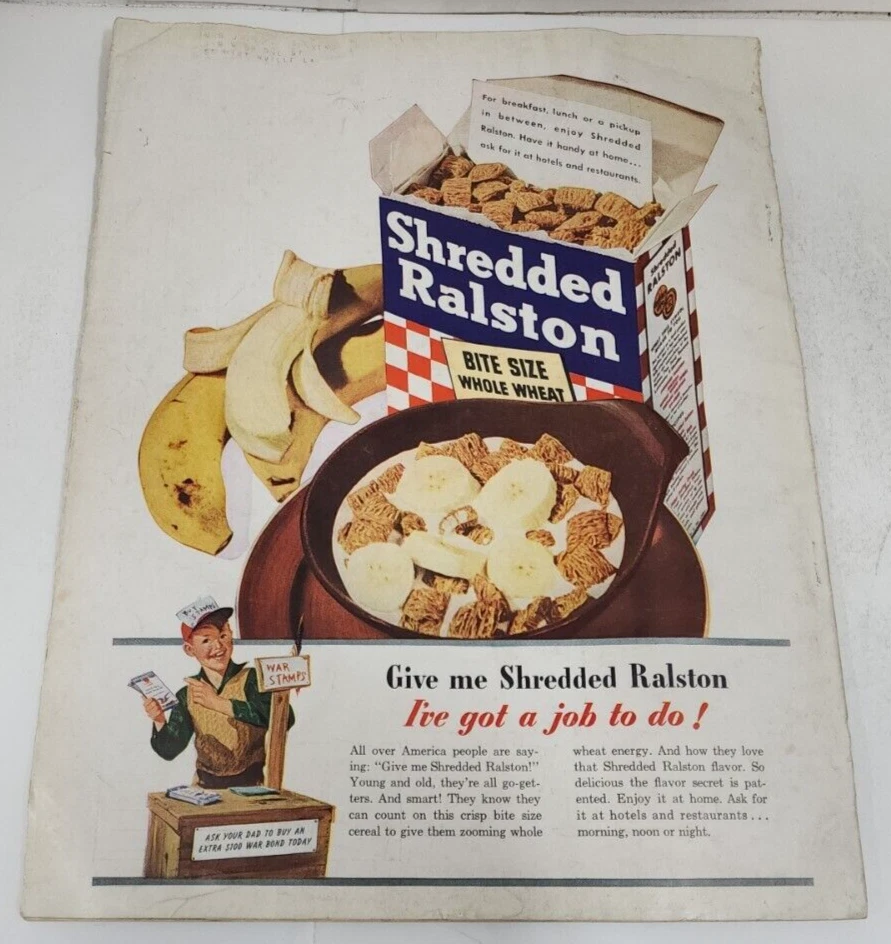 For breakfast, lunch or a pickup
in between, enjoy Shredded
Ralston. Have it handy at home...
ask for it at hotels and restaurants.
Shredded
Ralston
BITE SIZE
WHOLE WHEAT
Shredded
RALSTON
BUY
STAMPS
WAR
STAMPS
ASK YOUR DAD TO BUY AN
EXTRA $100 WAR BOND TODAY
Give me Shredded Ralston
I've got a job to do!
All over America people are say-
ing: "Give me Shredded Ralston!"
Young and old, they're all go-get-
ters. And smart! They know they
can count on this crisp bite size
cereal to give them zooming whole
wheat energy. And how they love
that Shredded Ralston flavor. So
delicious the flavor secret is pat-
ented. Enjoy it at home. Ask for
it at hotels and restaurants...
morning, noon or night.